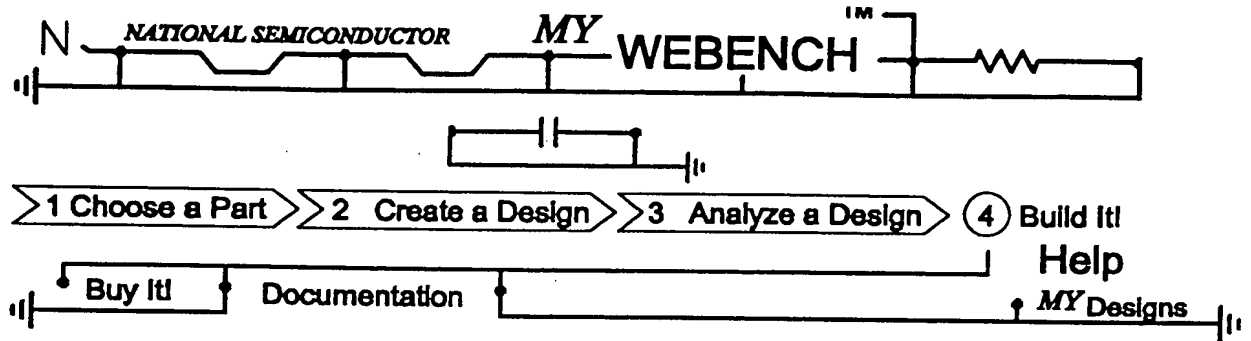 N NATIONAL SEMICONDUCTOR MY WEBENCH TM
1 Choose a Part 2 Create a Design 3 Analyze a Design 4 Build It!
Help
Buy It! Documentation MY Designs